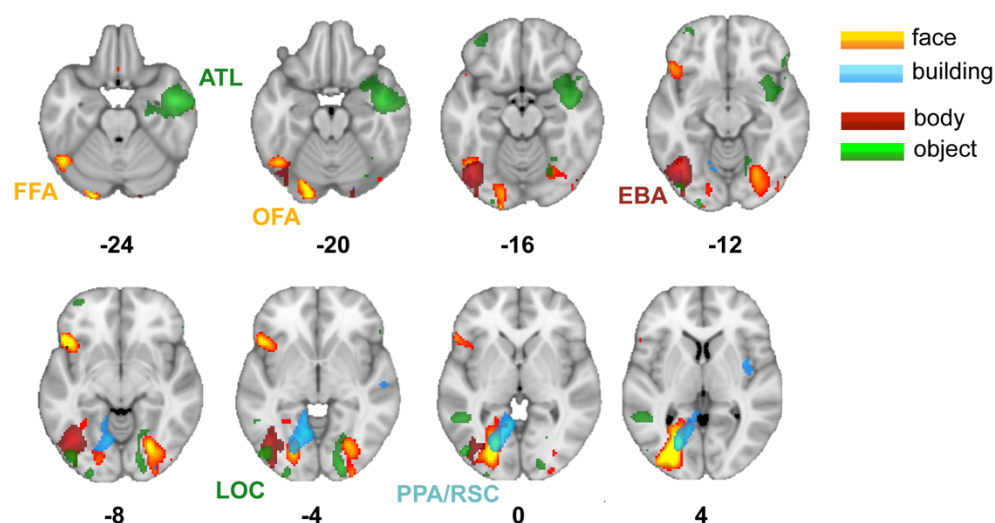 face
building
body
object
ATL
FFA
OFA
EBA
-24
-20
-16
-12
LOC
PPA/RSC
-8
-4
0
4